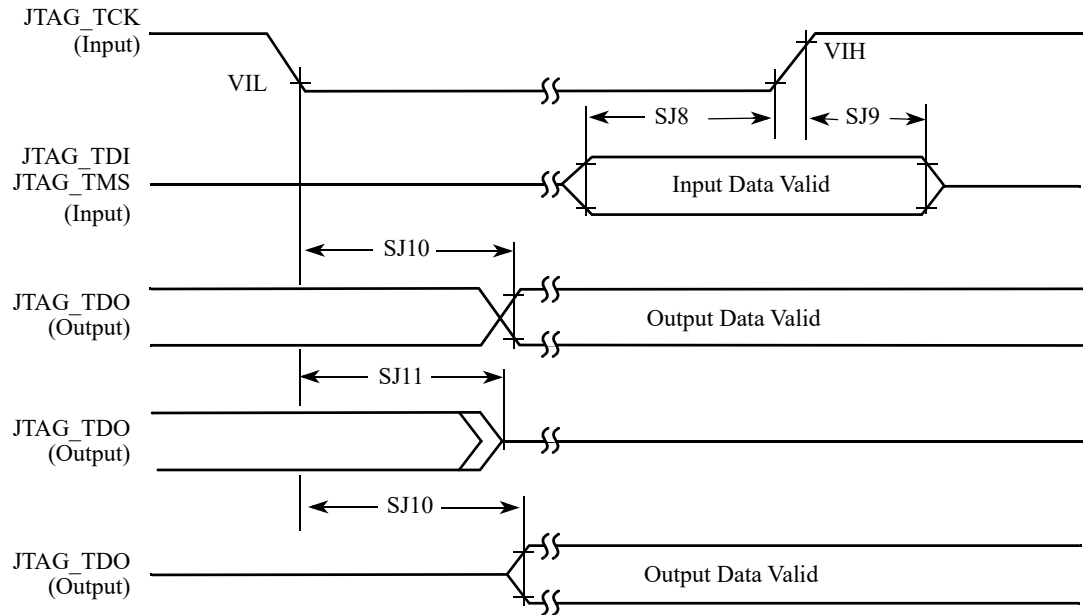 JTAG_TCK
(Input)
VIH
VIL
SJ8
SJ9
JTAG_TDI
JTAG_TMS
(Input)
Input Data Valid
SJ10
JTAG_TDO
(Output)
Output Data Valid
SJ11
JTAG_TDO
(Output)
SJ10
JTAG_TDO
(Output)
Output Data Valid